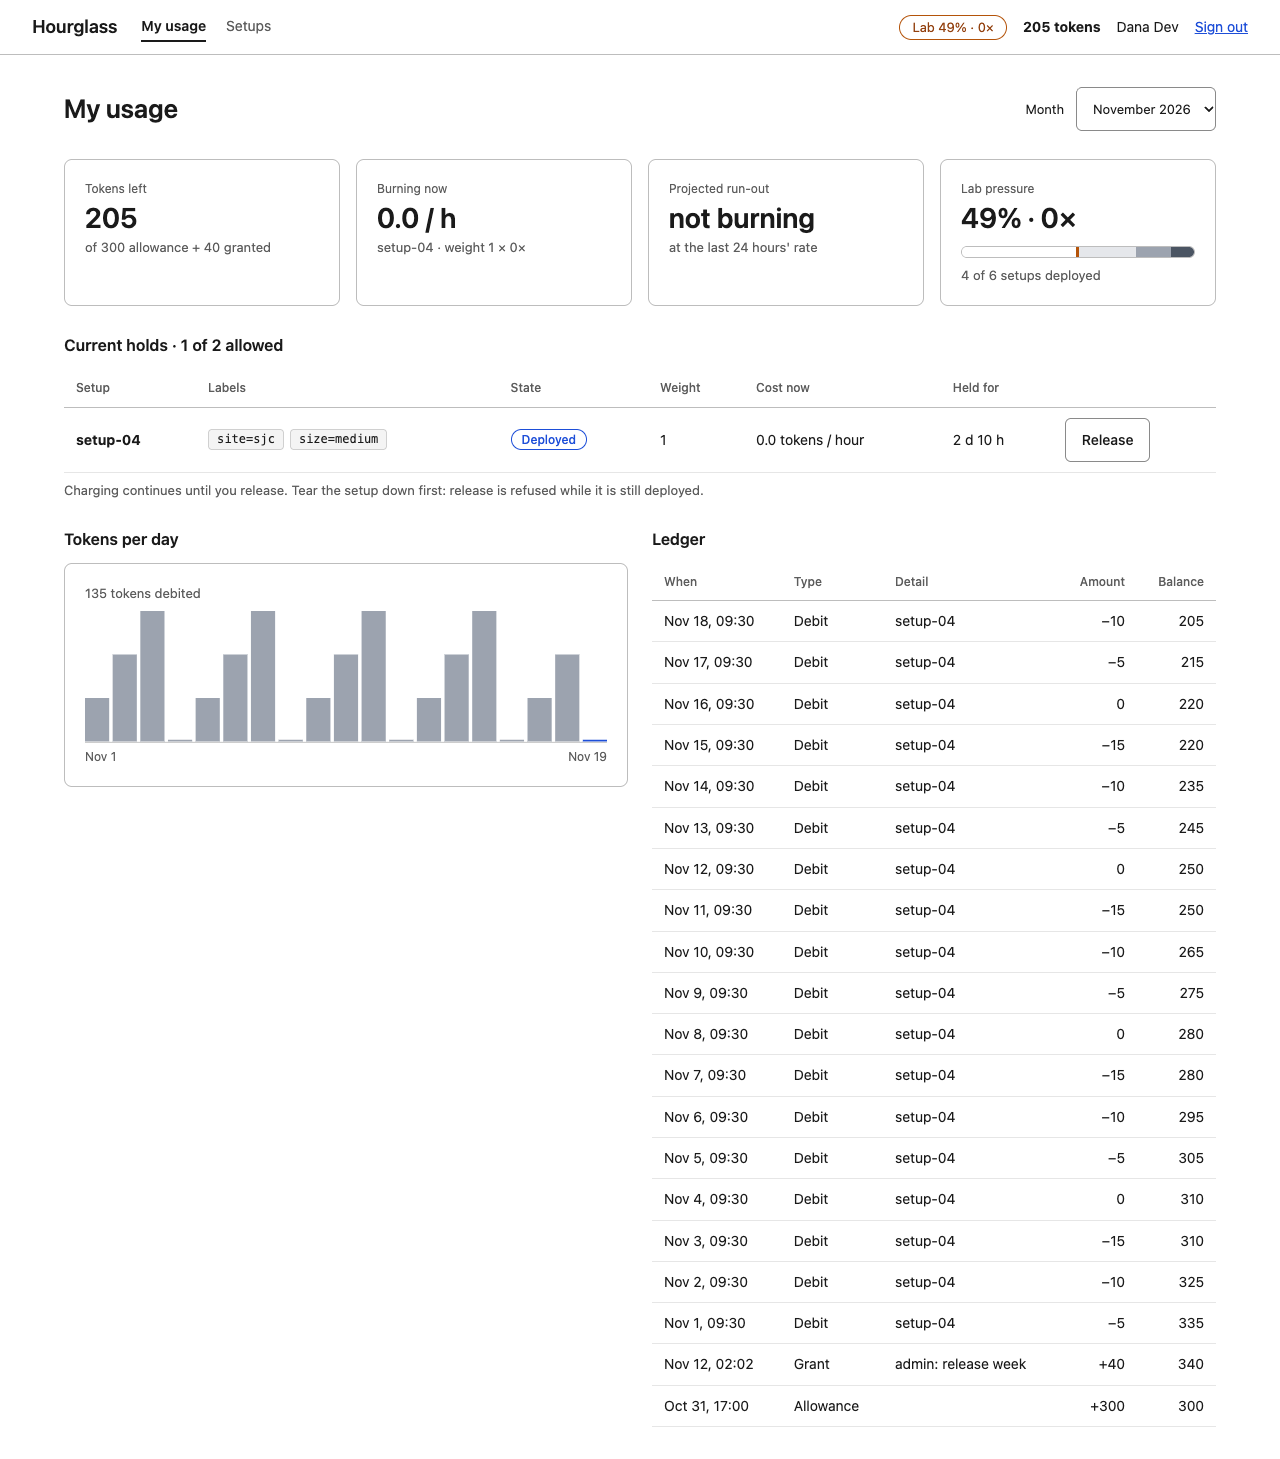 Hourglass My usage Setups Lab 49% · 0× 205 tokens Dana Dev Sign out
My usage Month November 2026
Tokens left
205
of 300 allowance + 40 granted
Burning now
0.0 / h
setup-04 · weight 1 × 0×
Projected run-out
not burning
at the last 24 hours' rate
Lab pressure
49% · 0×
4 of 6 setups deployed
Current holds · 1 of 2 allowed
Setup Labels State Weight Cost now Held for
setup-04 site=sjc size=medium Deployed 1 0.0 tokens / hour 2 d 10 h Release
Charging continues until you release. Tear the setup down first: release is refused while it is still deployed.
Tokens per day
135 tokens debited
Nov 1 Nov 19
Ledger
When Type Detail Amount Balance
Nov 18, 09:30 Debit setup-04 −10 205
Nov 17, 09:30 Debit setup-04 −5 215
Nov 16, 09:30 Debit setup-04 0 220
Nov 15, 09:30 Debit setup-04 −15 220
Nov 14, 09:30 Debit setup-04 −10 235
Nov 13, 09:30 Debit setup-04 −5 245
Nov 12, 09:30 Debit setup-04 0 250
Nov 11, 09:30 Debit setup-04 −15 250
Nov 10, 09:30 Debit setup-04 −10 265
Nov 9, 09:30 Debit setup-04 −5 275
Nov 8, 09:30 Debit setup-04 0 280
Nov 7, 09:30 Debit setup-04 −15 280
Nov 6, 09:30 Debit setup-04 −10 295
Nov 5, 09:30 Debit setup-04 −5 305
Nov 4, 09:30 Debit setup-04 0 310
Nov 3, 09:30 Debit setup-04 −15 310
Nov 2, 09:30 Debit setup-04 −10 325
Nov 1, 09:30 Debit setup-04 −5 335
Nov 12, 02:02 Grant admin: release week +40 340
Oct 31, 17:00 Allowance +300 300